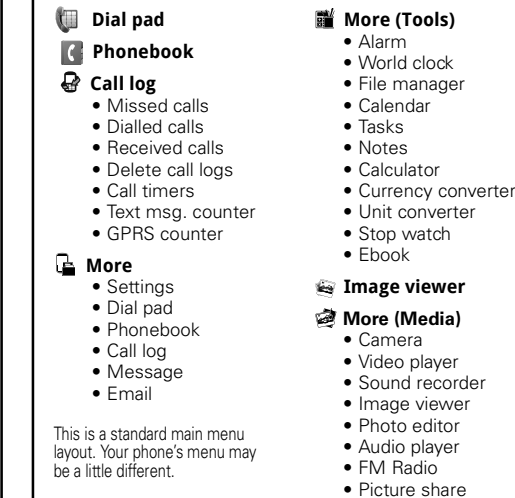 Dial pad
Phonebook
Call log
• Missed calls
• Dialled calls
• Received calls
• Delete call logs
• Call timers
• Text msg. counter
• GPRS counter
More
• Settings
• Dial pad
• Phonebook
• Call log
• Message
• Email
This is a standard main menu
layout. Your phone's menu may
be a little different.
More (Tools)
• Alarm
• World clock
• File manager
• Calendar
• Tasks
• Notes
• Calculator
• Currency converter
• Unit converter
• Stop watch
• Ebook
Image viewer
More (Media)
• Camera
• Video player
• Sound recorder
• Image viewer
• Photo editor
• Audio player
• FM Radio
• Picture share